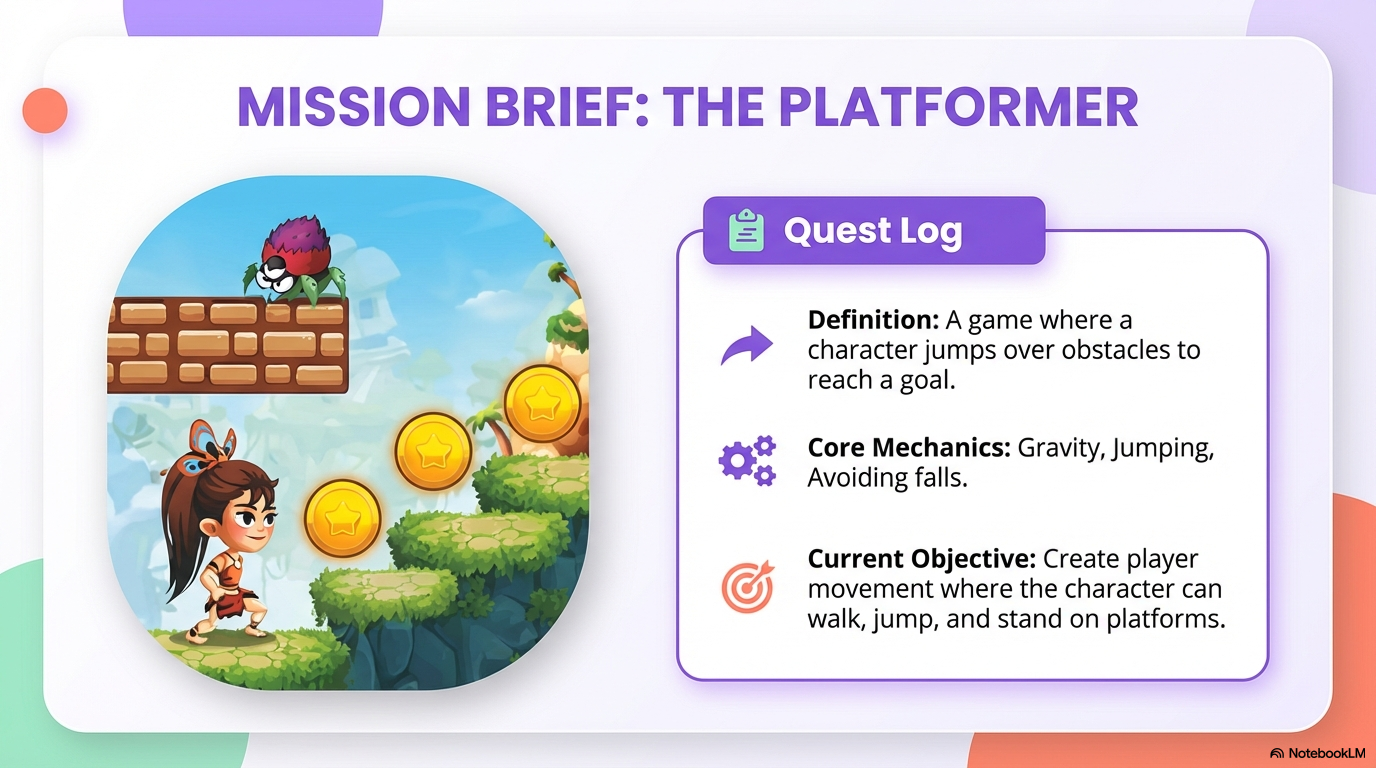 MISSION BRIEF: THE PLATFORMER
Quest Log
Definition: A game where a
character jumps over obstacles to
reach a goal.
Core Mechanics: Gravity, Jumping,
Avoiding falls.
Current Objective: Create player
movement where the character can
walk, jump, and stand on platforms.
NotebookLM